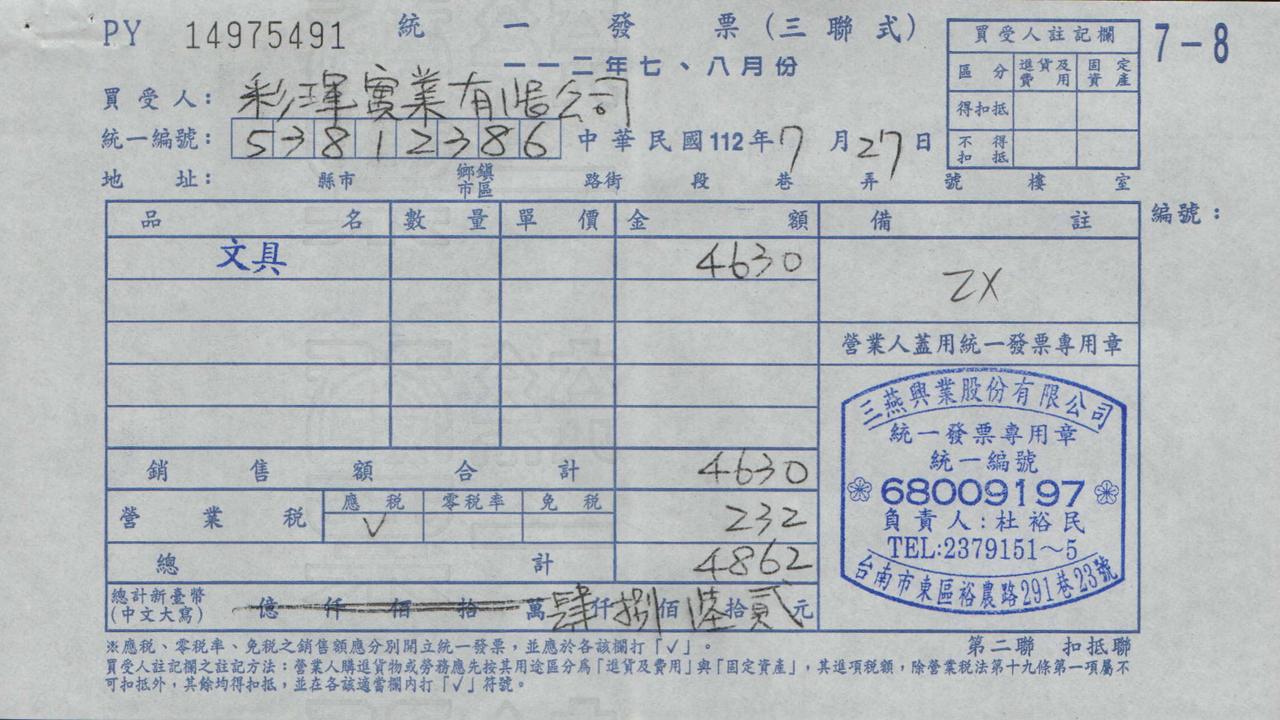 PY 14975491 統一發票(三聯式)
一一二年七、八月份
7-8
買受人註記欄
區分 進貨及費用 固定資產
得扣抵
不得扣抵
買受人: 彩琿實業有限公司
統一編號: 53812386 中華民國112年7月27日
地址: 縣市 鄉鎮市區 路街 段 巷 弄 號 樓 室
品名 數量 單價 金額 備註
編號:
文具 4630
ZX
營業人蓋用統一發票專用章
三燕興業股份有限公司
統一發票專用章
統一編號
68009197
負責人:杜裕民
TEL:2379151~5
台南市東區裕農路291巷23號
銷售額合計 4630
營業稅 應稅 零稅率 免稅 232
√
總計 4862
總計新臺幣(中文大寫) 億仟佰拾萬肆仟捌佰陸拾貳元
※應稅、零稅率、免稅之銷售額應分別開立統一發票,並應於各該欄打「√」。
第二聯 扣抵聯
買受人註記欄之註記方法:營業人購進貨物或勞務應先按其用途區分為「進貨及費用」與「固定資產」,其進項稅額,除營業稅法第十九條第一項屬不
可扣抵外,其餘均得扣抵,並在各該適當欄內打「√」符號。